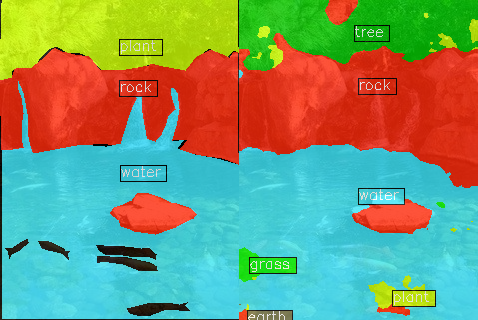 plant
tree
rock
rock
water
water
grass
plant
earth